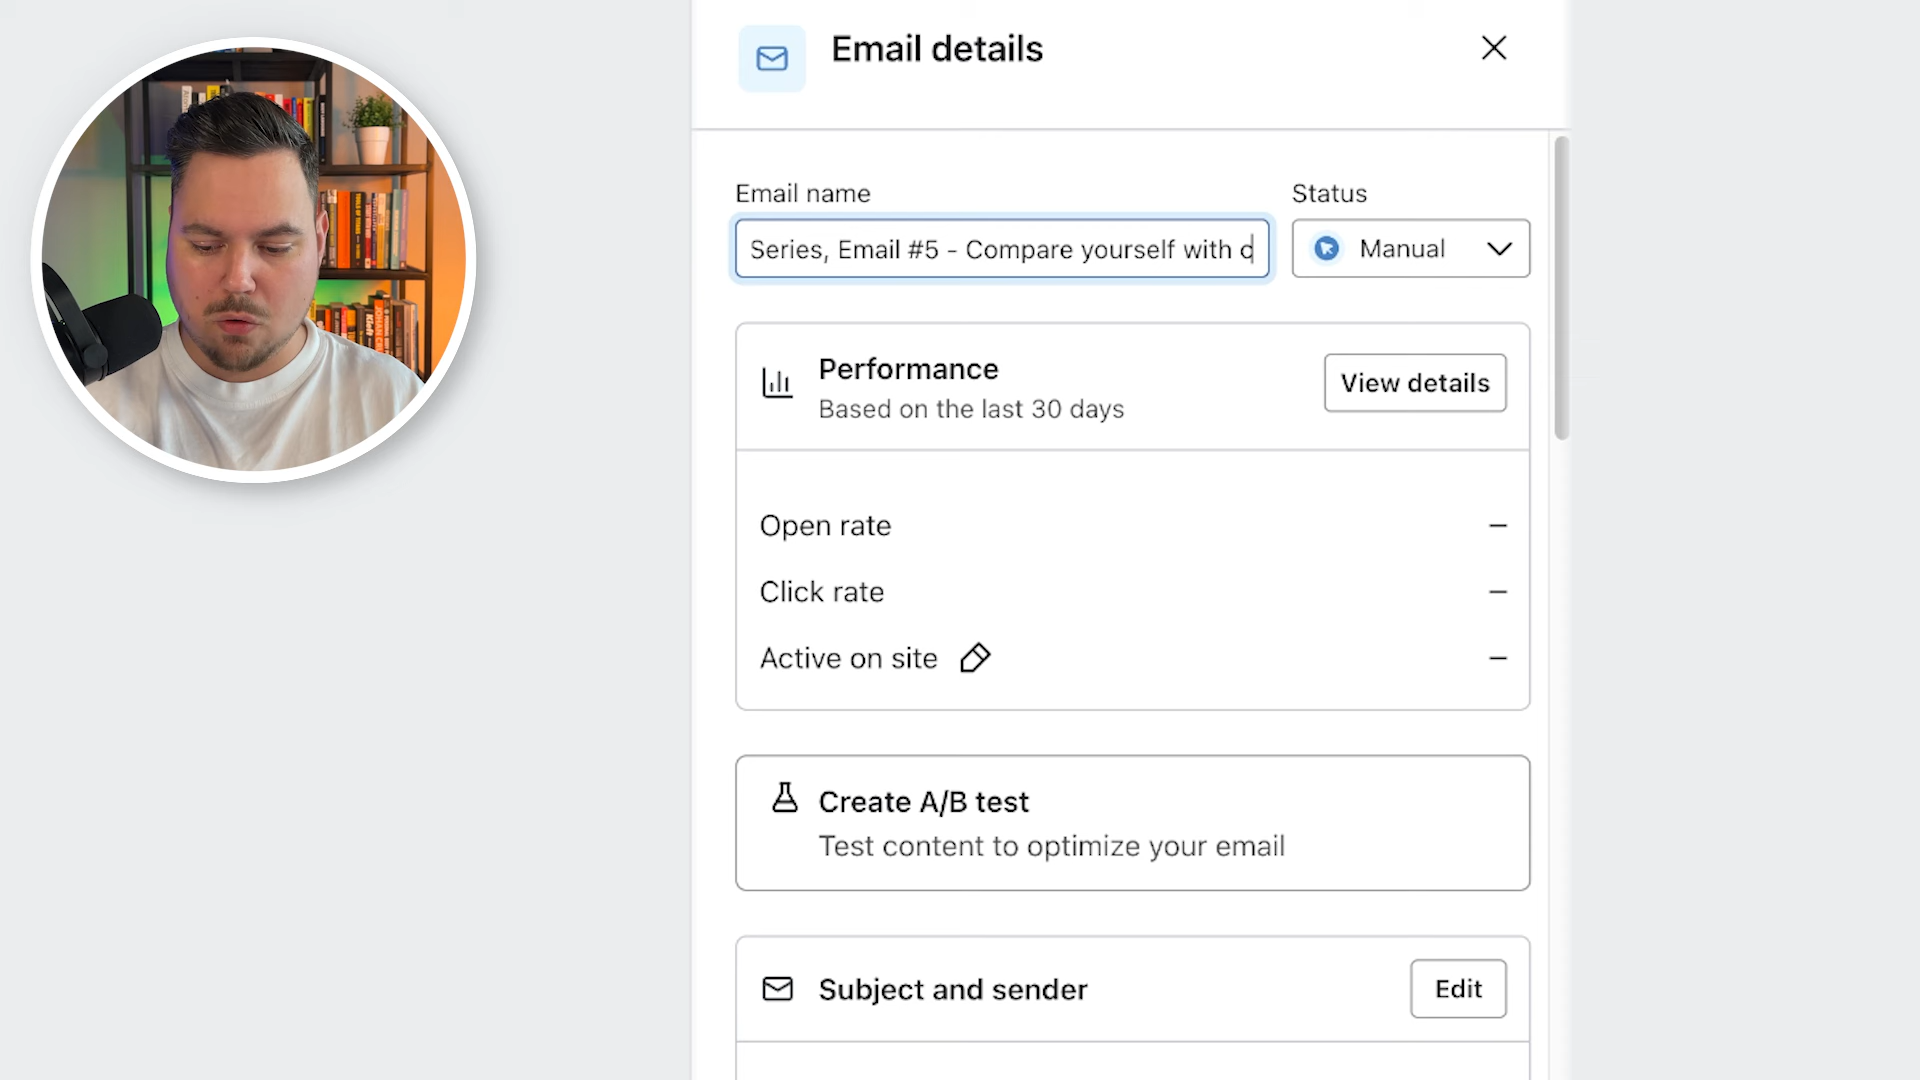 Email details
Email name
Status
Series, Email #5 - Compare yourself with c
Manual
Performance
View details
Based on the last 30 days
Open rate
–
Click rate
–
Active on site
–
Create A/B test
Test content to optimize your email
Subject and sender
Edit